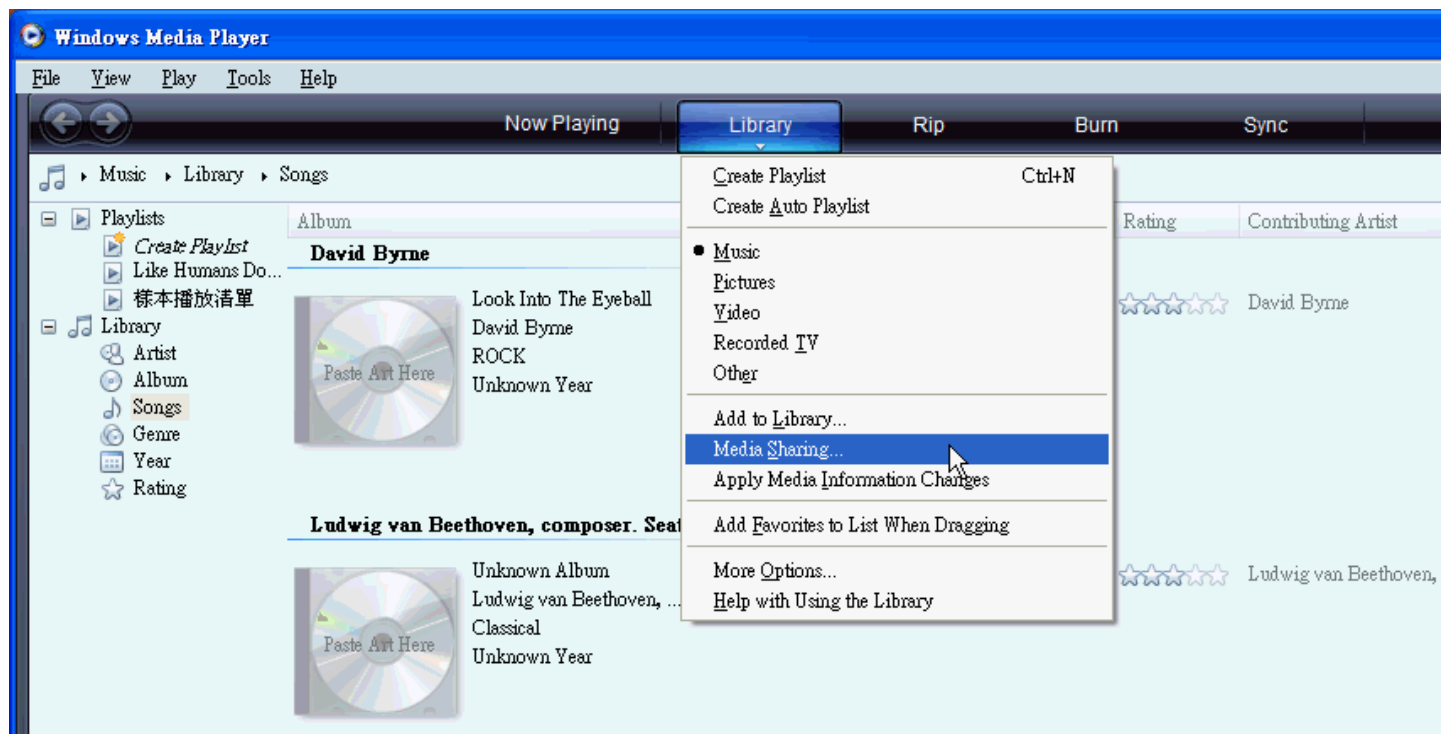 Windows Media Player
File View Play Tools Help
Now Playing Library Rip Burn Sync
Music Library Songs
Playlists
Create Playlist
Like Humans Do...
樣本播放清單
Library
Artist
Album
Songs
Genre
Year
Rating
Album
Rating Contributing Artist
David Byrne
Paste Art Here
Look Into The Eyeball
David Byrne
ROCK
Unknown Year
David Byrne
Ludwig van Beethoven, composer. Seat
Paste Art Here
Unknown Album
Ludwig van Beethoven, ...
Classical
Unknown Year
Ludwig van Beethoven,
Create Playlist Ctrl+N
Create Auto Playlist
Music
Pictures
Video
Recorded TV
Other
Add to Library...
Media Sharing...
Apply Media Information Changes
Add Favorites to List When Dragging
More Options...
Help with Using the Library